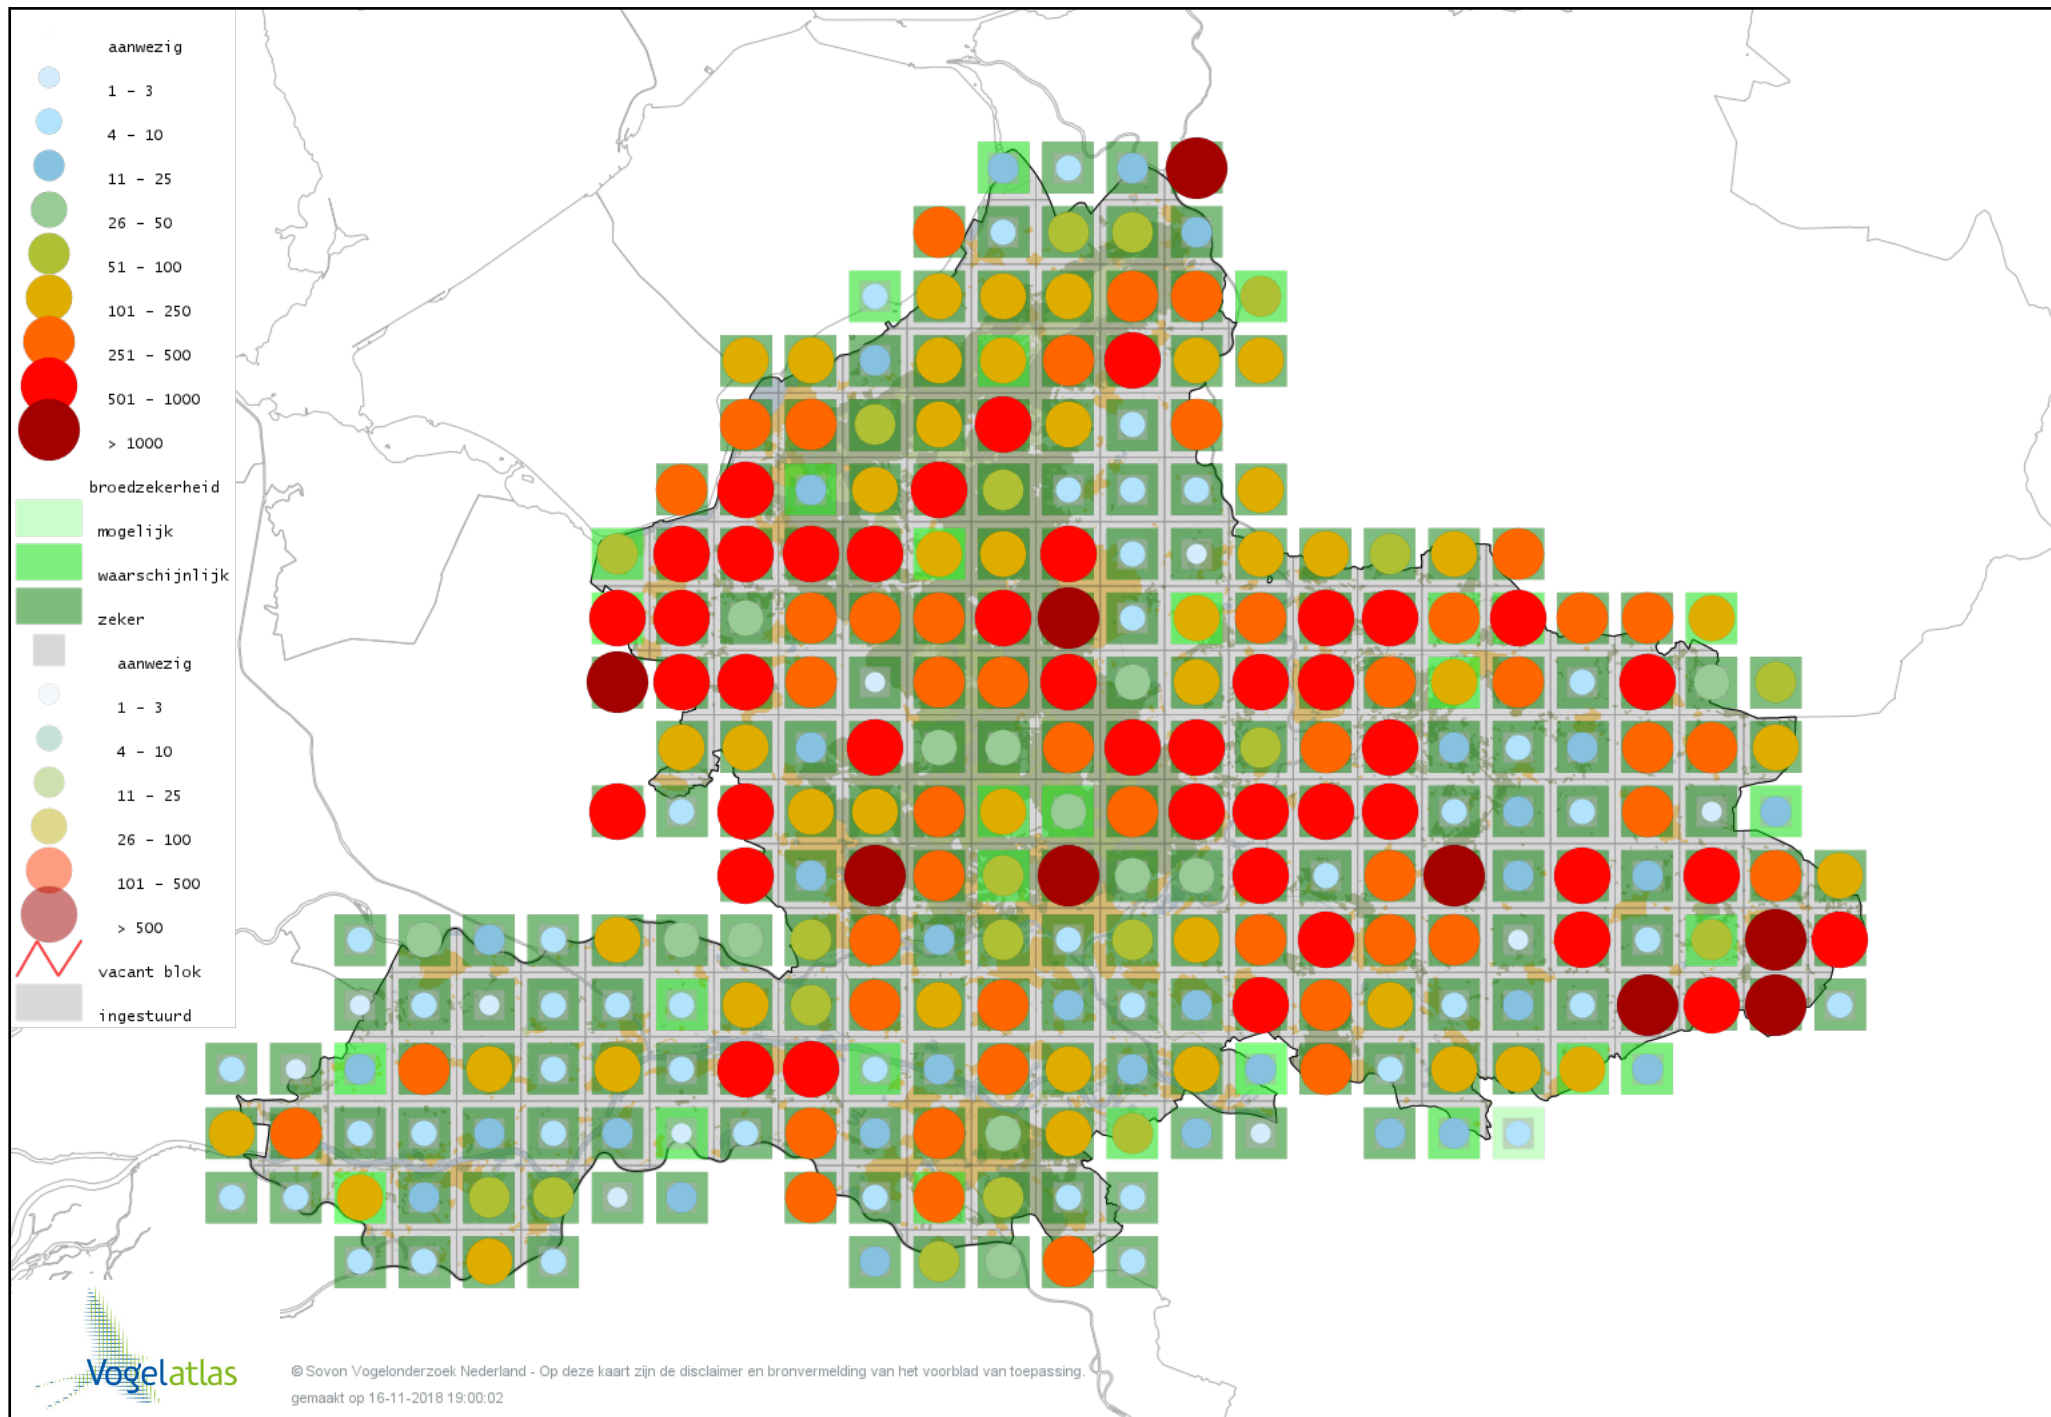 aanwezig
1 - 3
4 - 10
11 - 25
26 - 50
51 - 100
101 - 250
251 - 500
501 - 1000
> 1000
broedzekerheid
mogelijk
waarschijnlijk
zeker
aanwezig
1 - 3
4 - 10
11 - 25
26 - 100
101 - 500
> 500
vacant blok
ingestuurd
Vogelatlas
© Sovon Vogelonderzoek Nederland - Op deze kaart zijn de disclaimer en bronvermelding van het voorblad van toepassing.
gemaakt op 16-11-2018 19:00:02